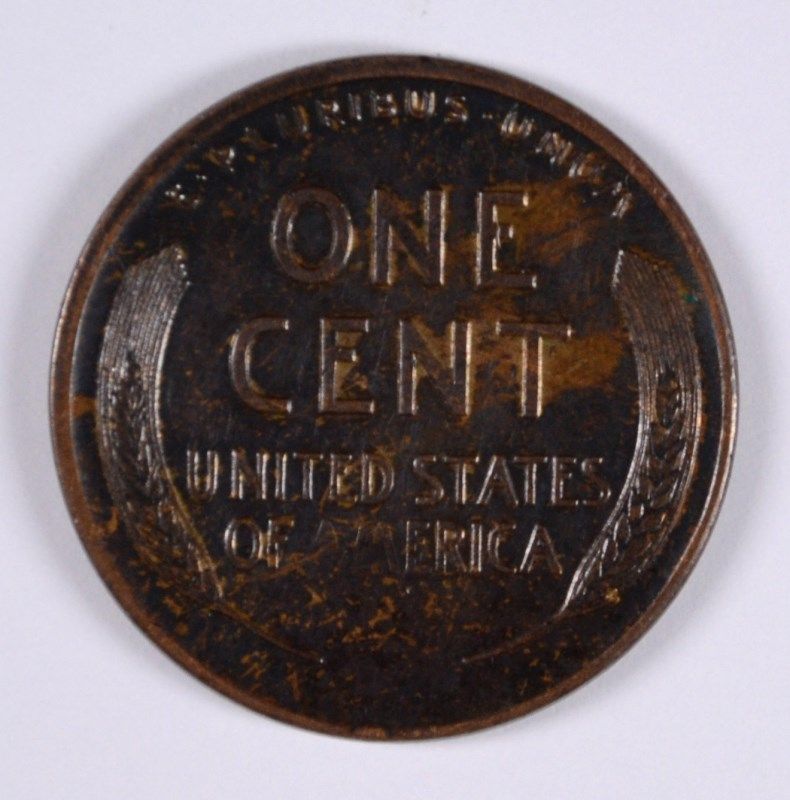 E · PLURIBUS · UNUM
ONE
CENT
UNITED STATES
OF AMERICA